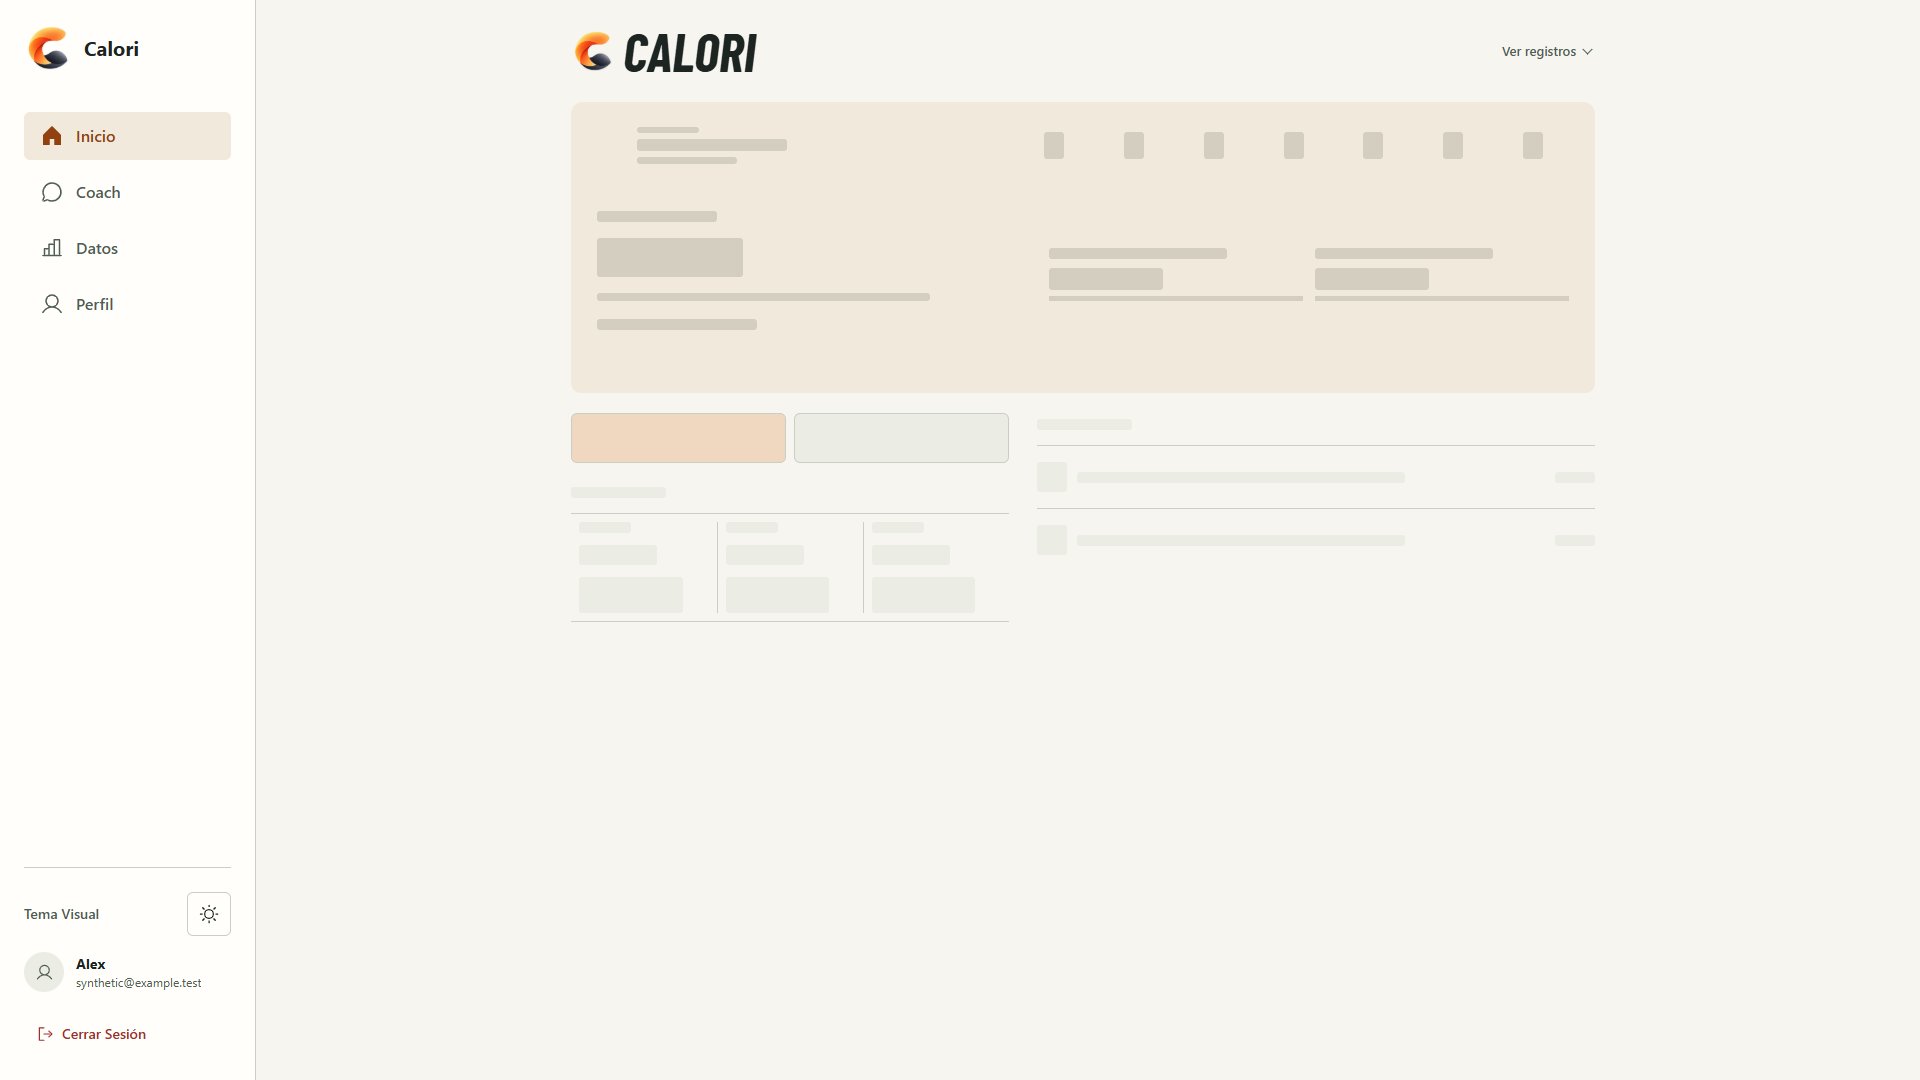 Calori
Inicio
Coach
Datos
Perfil
Tema Visual
Alex
synthetic@example.test
Cerrar Sesión
CALORI
Ver registros